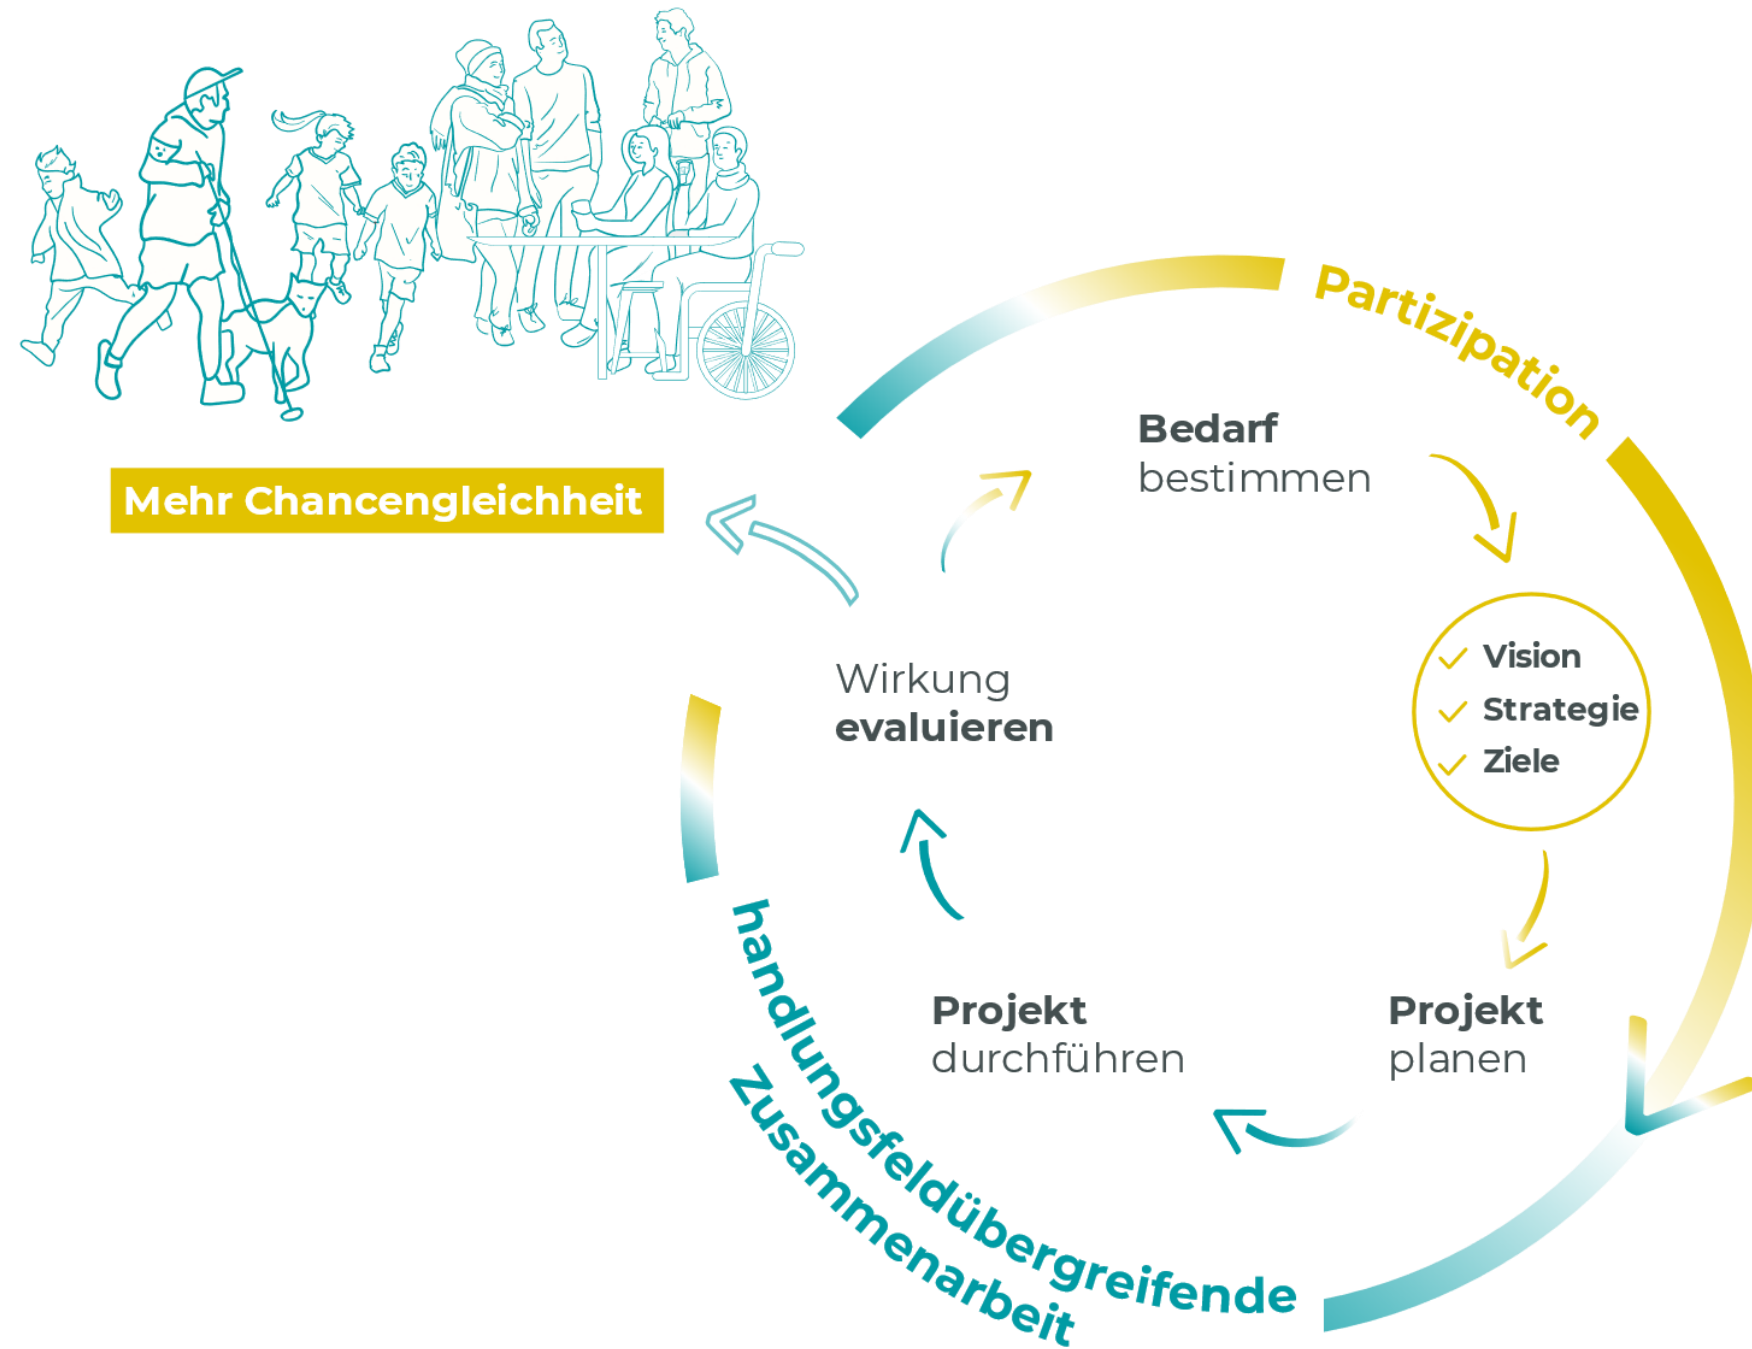 Mehr Chancengleichheit
Partizipation
Bedarf
bestimmen
Vision
Strategie
Ziele
Projekt
planen
Projekt
durchführen
Wirkung
evaluieren
handlungsfeldübergreifende
Zusammenarbeit